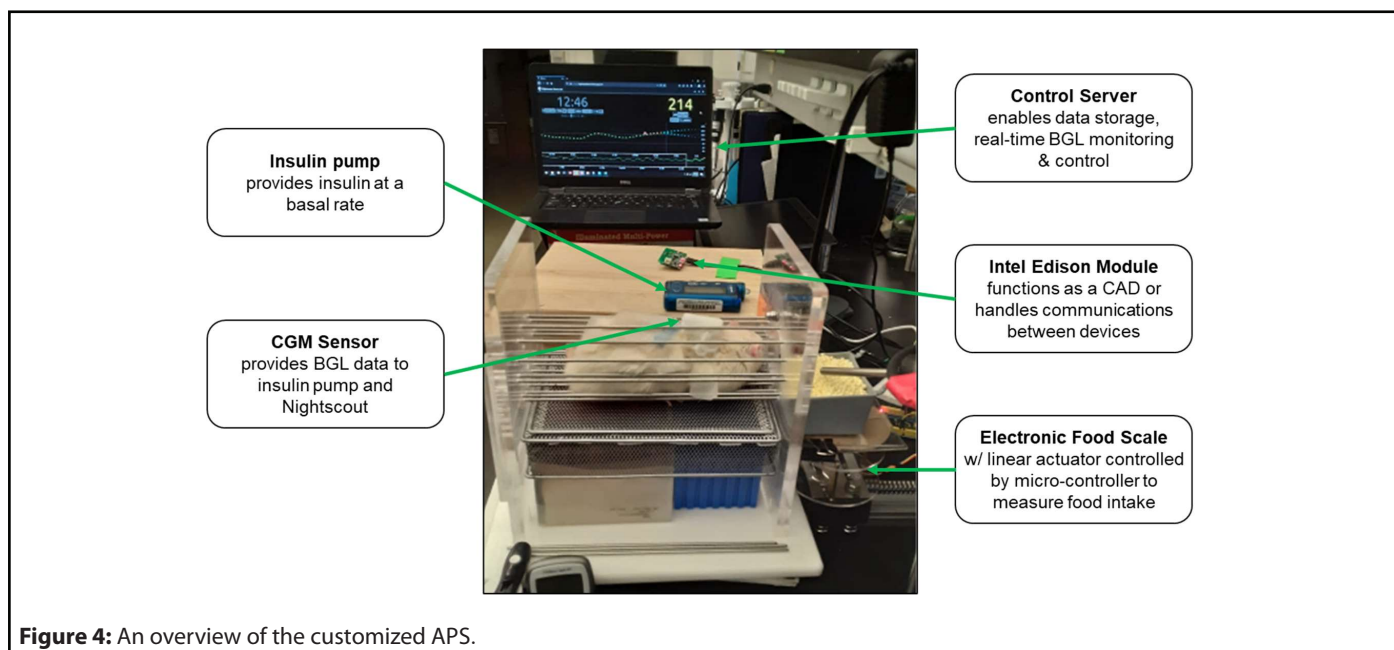 Insulin pump
provides insulin at a
basal rate
CGM Sensor
provides BGL data to
insulin pump and
Nightscout
12:46
214
DELL
Illuminated Multi-Power
Control Server
enables data storage,
real-time BGL monitoring
& control
Intel Edison Module
functions as a CAD or
handles communications
between devices
Electronic Food Scale
w/ linear actuator controlled
by micro-controller to
measure food intake
Figure 4: An overview of the customized APS.